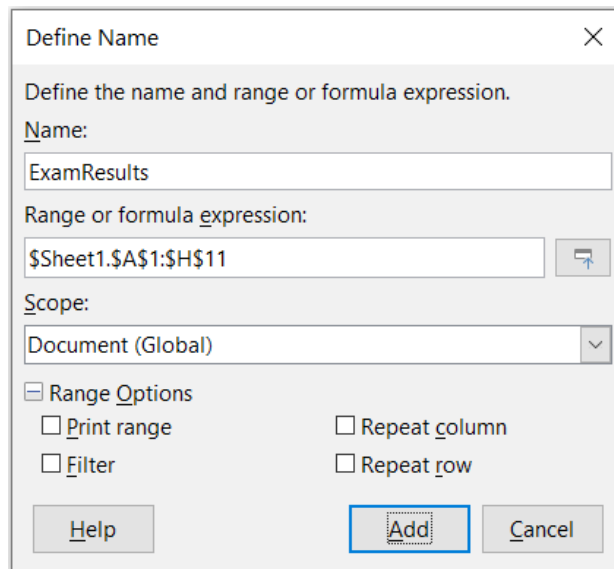 Define Name
Define the name and range or formula expression.
Name:
ExamResults
Range or formula expression:
$Sheet1.$A$1:$H$11
Scope:
Document (Global)
Range Options
Print range Repeat column
Filter Repeat row
Help Add Cancel